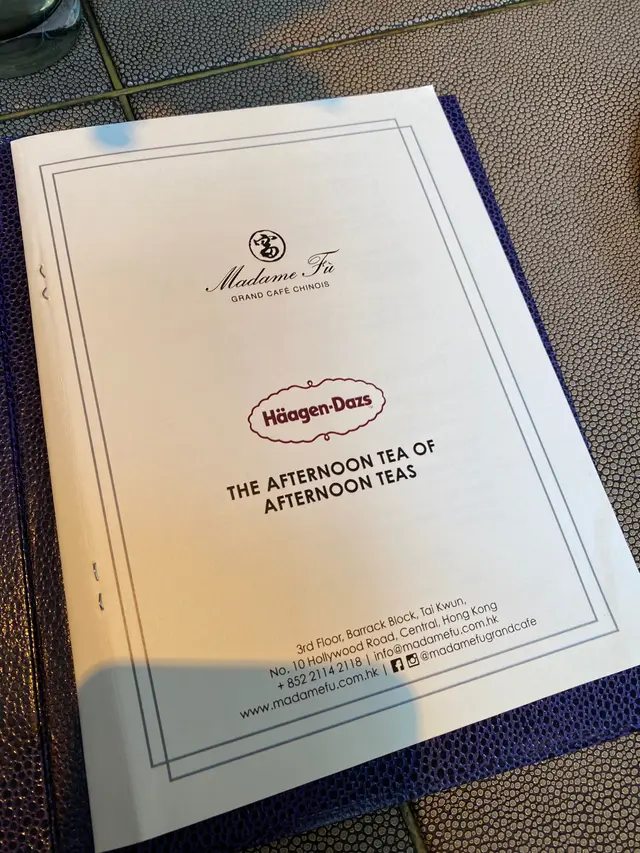 富
Madame Fù
GRAND CAFÉ CHINOIS
Häagen-Dazs
THE AFTERNOON TEA OF
AFTERNOON TEAS
3rd Floor, Barrack Block, Tai Kwun,
No. 10 Hollywood Road, Central, Hong Kong
+ 852 2114 2118 | info@madamefu.com.hk
www.madamefu.com.hk | @madamefugrandcafe